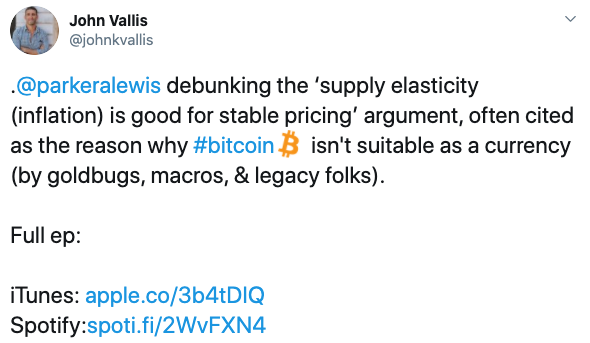 John Vallis
@johnkvallis
.@parkeralewis debunking the ‘supply elasticity
(inflation) is good for stable pricing’ argument, often cited
as the reason why #bitcoin isn't suitable as a currency
(by goldbugs, macros, & legacy folks).
Full ep:
iTunes: apple.co/3b4tDlQ
Spotify:spoti.fi/2WvFXN4